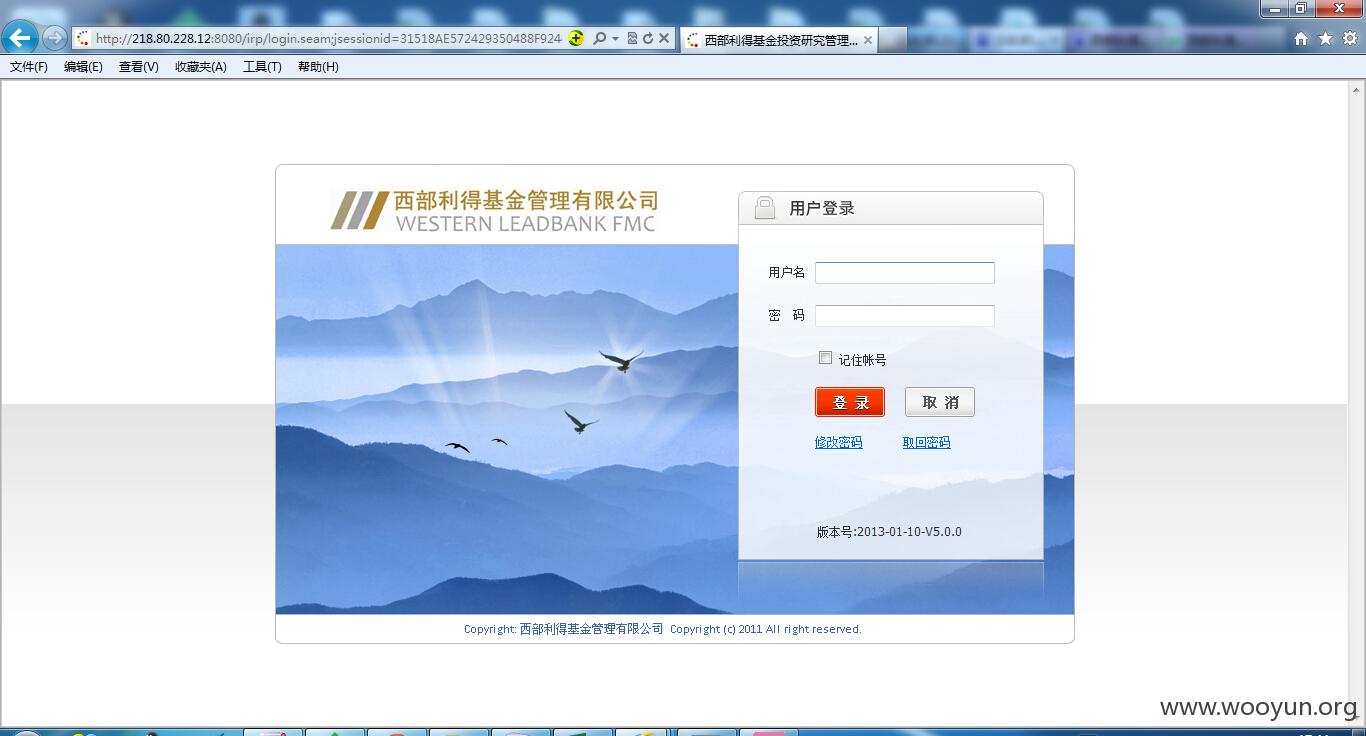 http://218.80.228.12:8080/irp/login.seam;jsessionid=31518AE572429350488F924
西部利得基金投资研究管理...
文件(F) 编辑(E) 查看(V) 收藏夹(A) 工具(T) 帮助(H)
西部利得基金管理有限公司
WESTERN LEADBANK FMC
用户登录
用户名
密 码
记住帐号
登 录 取 消
修改密码 取回密码
版本号:2013-01-10-V5.0.0
Copyright: 西部利得基金管理有限公司 Copyright (c) 2011 All right reserved.
www.wooyun.org